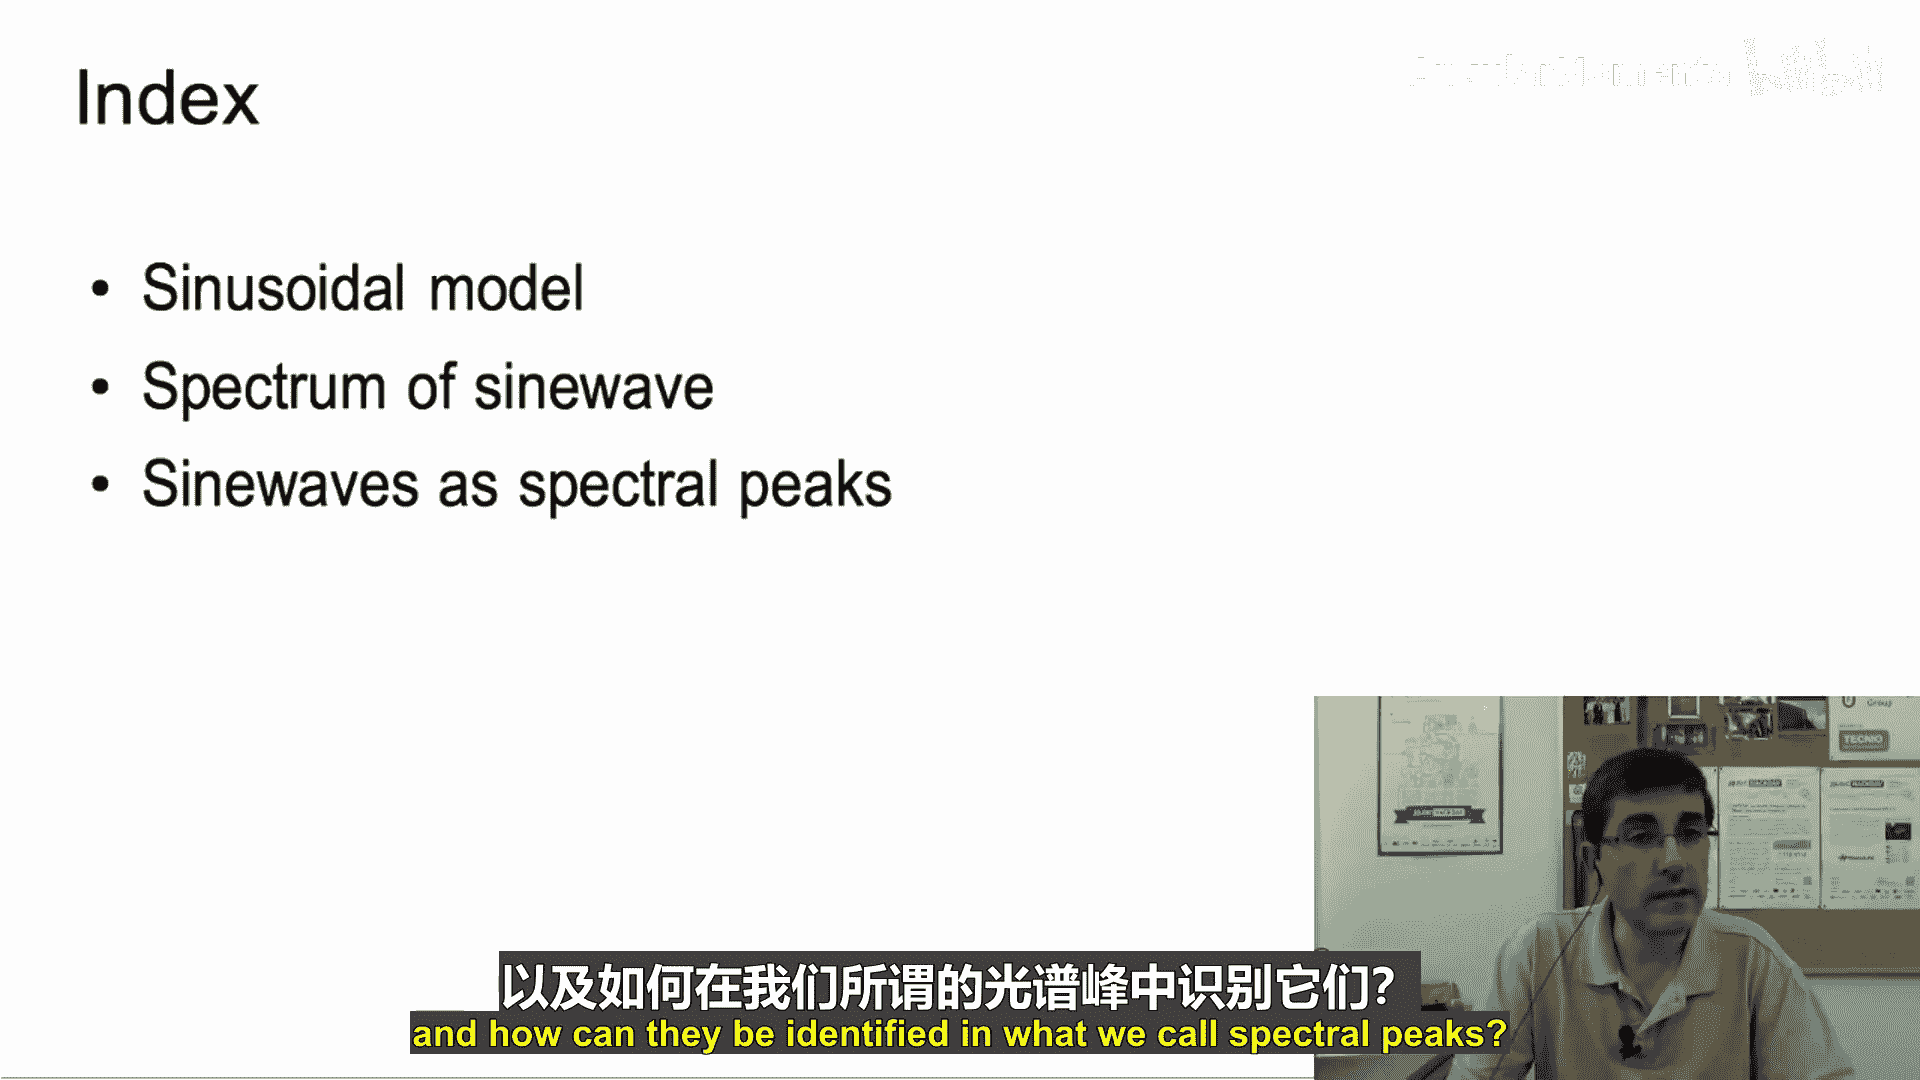 Index
• Sinusoidal model
• Spectrum of sinewave
• Sinewaves as spectral peaks
Group
TECNIO
以及如何在我们所谓的光谱峰中识别它们?
and how can they be identified in what we call spectral peaks?